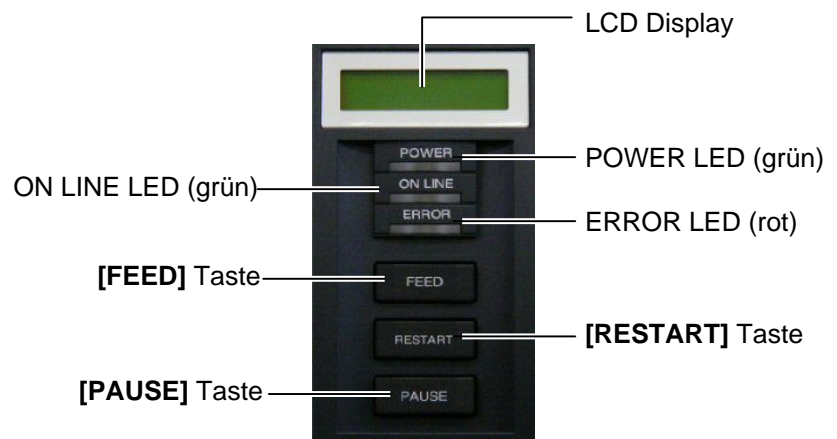 LCD Display
POWER
POWER LED (grün)
ON LINE LED (grün)
ON LINE
ERROR
ERROR LED (rot)
[FEED] Taste
FEED
RESTART
[RESTART] Taste
[PAUSE] Taste
PAUSE